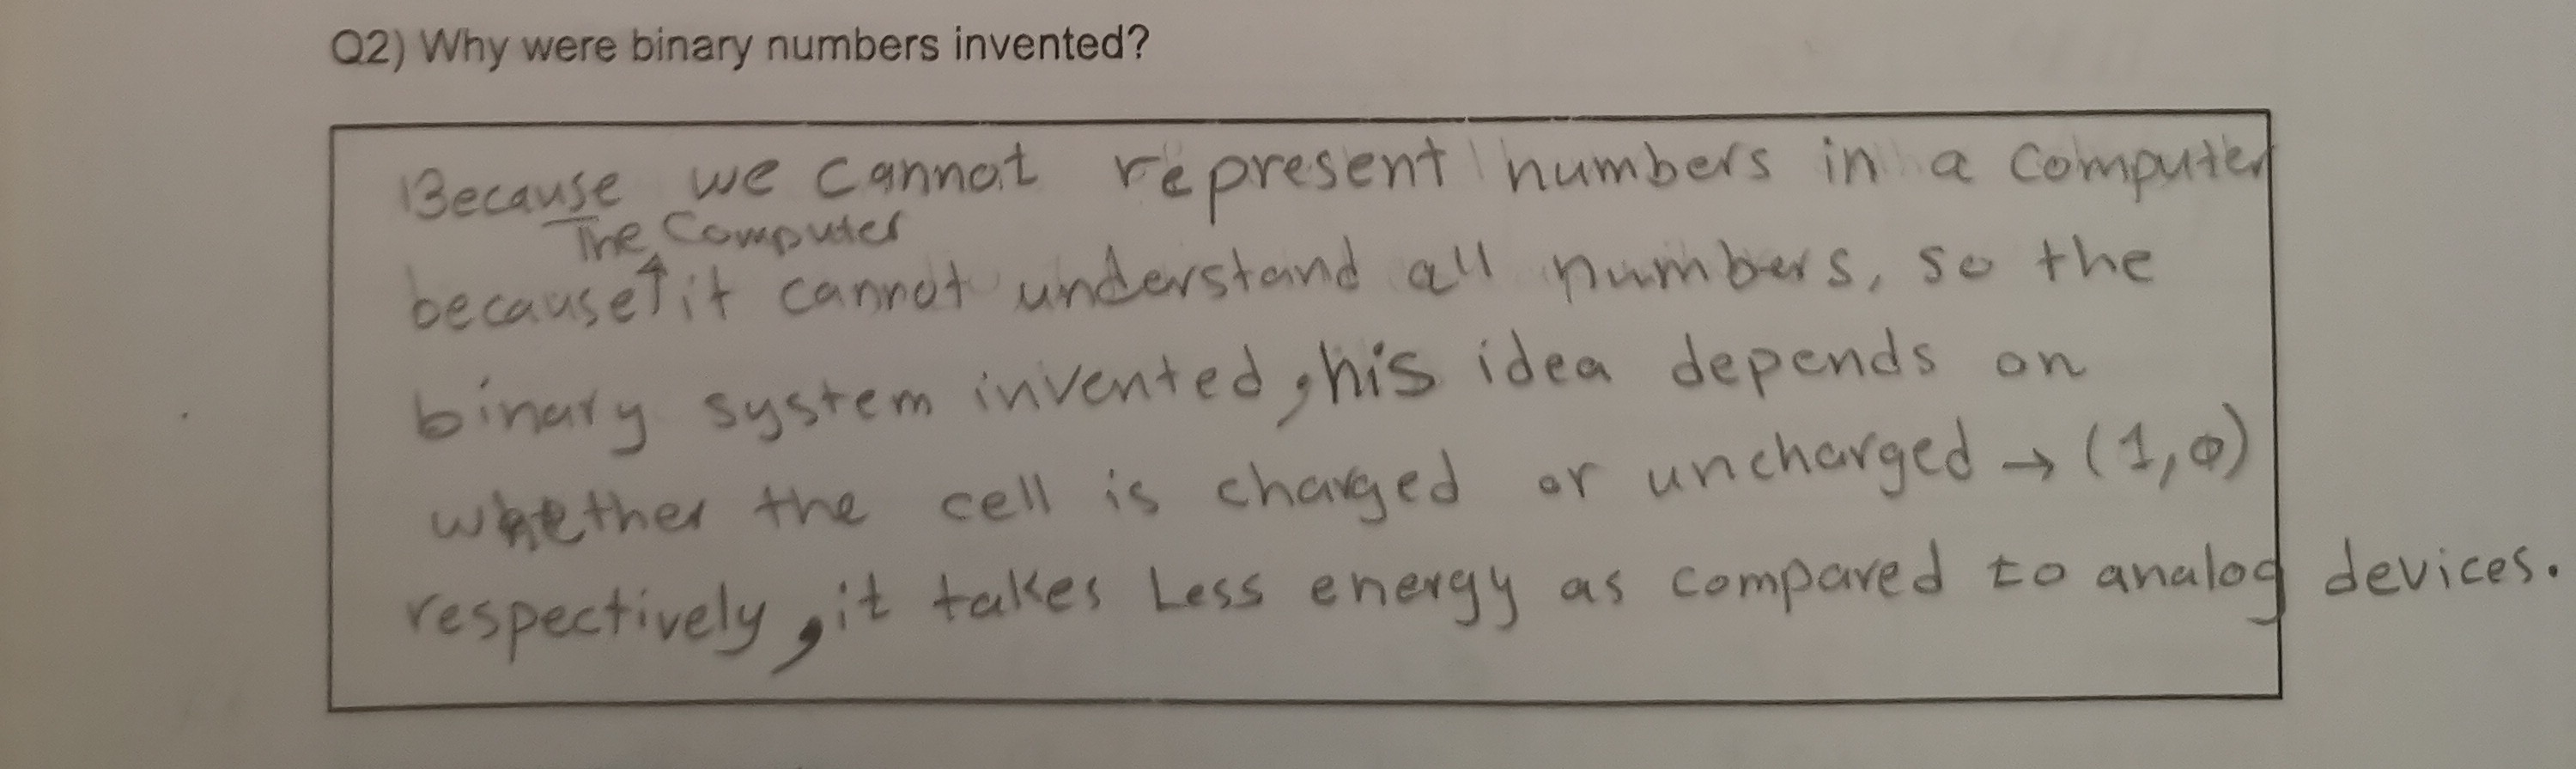 Q2) Why were binary numbers invented?
Because we cannot represent numbers in a computer
The Computer
because it cannot understand all numbers, so the
binary system invented, his idea depends on
whether the cell is charged or uncharged → (1,0)
respectively, it takes Less energy as compared to analog devices.